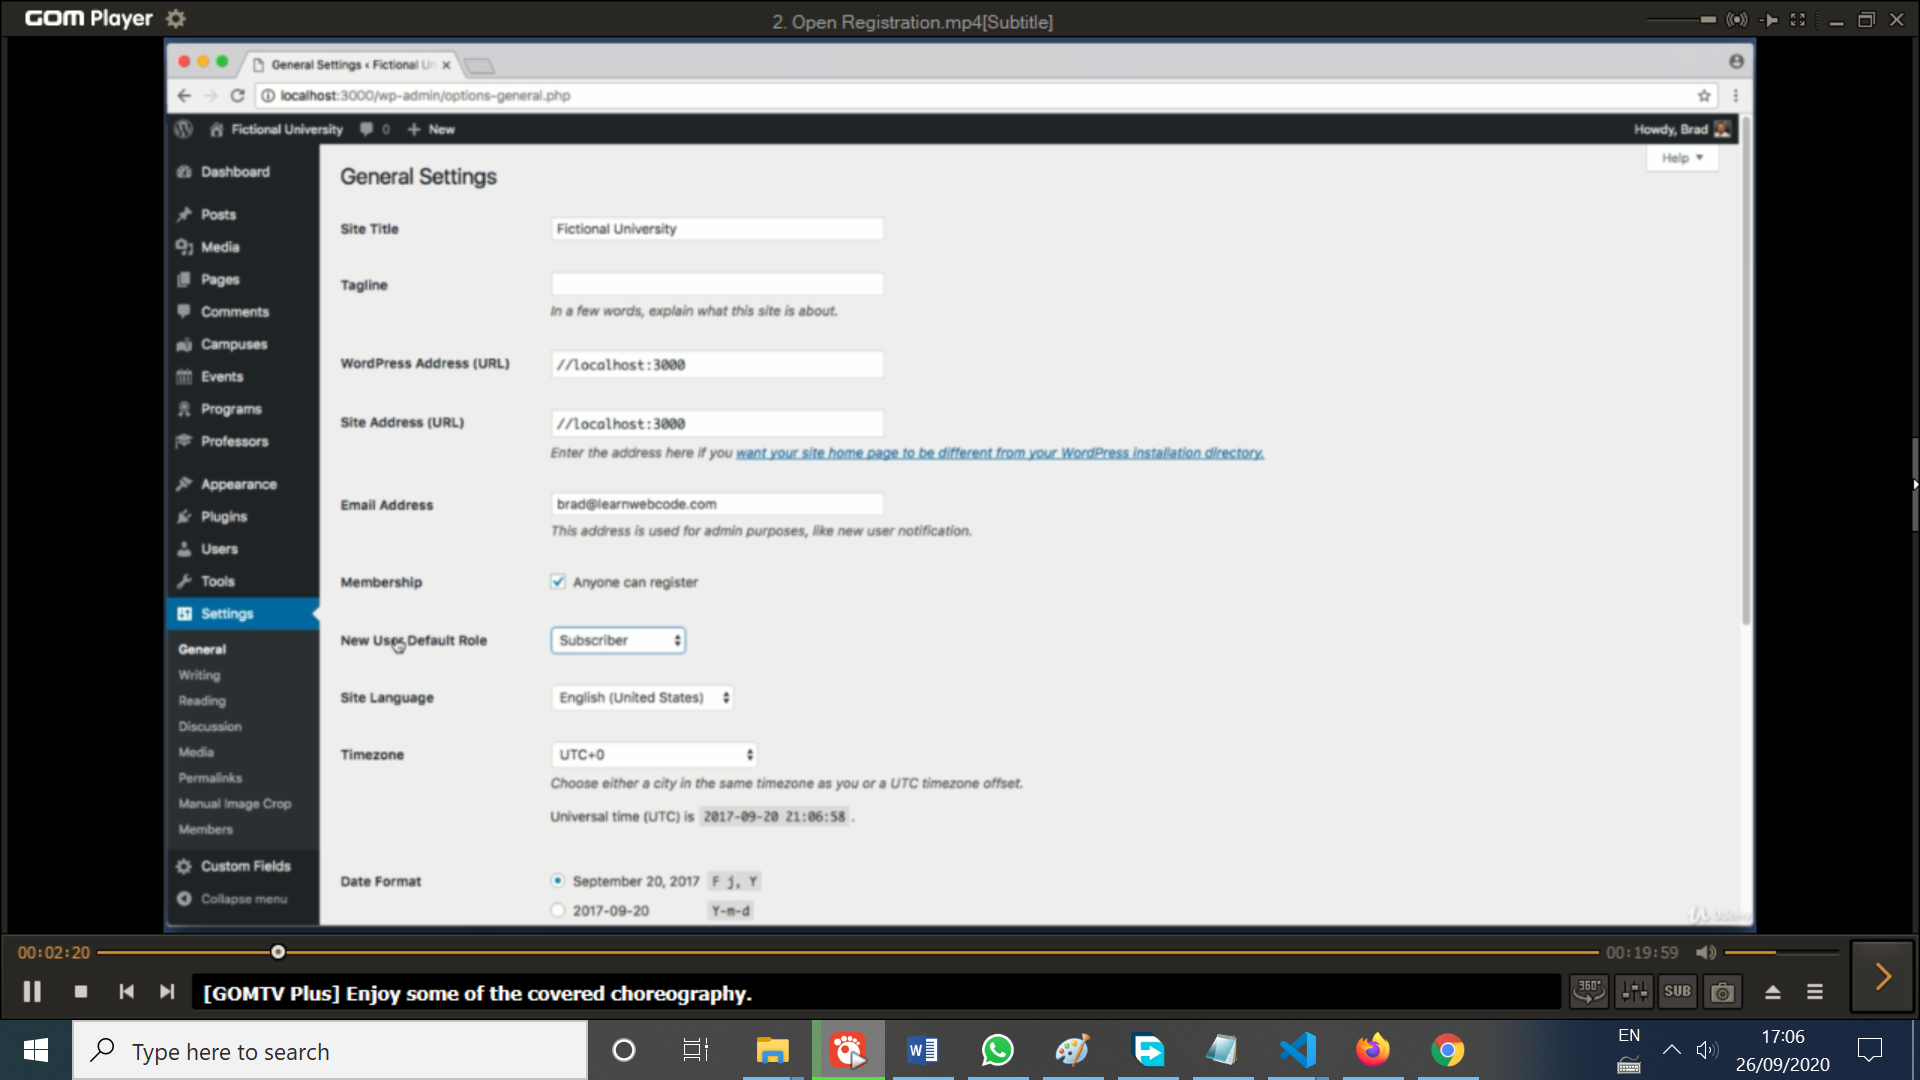 GOM Player
2. Open Registration.mp4[Subtitle]
General Settings ‹ Fictional Un
localhost:3000/wp-admin/options-general.php
Fictional University
0
New
Howdy, Brad
Help
Dashboard
Posts
Media
Pages
Comments
Campuses
Events
Programs
Professors
Appearance
Plugins
Users
Tools
Settings
General
Writing
Reading
Discussion
Media
Permalinks
Manual Image Crop
Members
Custom Fields
Collapse menu
General Settings
Site Title
Fictional University
Tagline
In a few words, explain what this site is about.
WordPress Address (URL)
//localhost:3000
Site Address (URL)
//localhost:3000
Enter the address here if you want your site home page to be different from your WordPress installation directory.
Email Address
brad@learnwebcode.com
This address is used for admin purposes, like new user notification.
Membership
Anyone can register
New User Default Role
Subscriber
Site Language
English (United States)
Timezone
UTC+0
Choose either a city in the same timezone as you or a UTC timezone offset.
Universal time (UTC) is 2017-09-20 21:06:58 .
Date Format
September 20, 2017 F j, Y
2017-09-20 Y-m-d
Udemy
00:02:20
00:19:59
[GOMTV Plus] Enjoy some of the covered choreography.
360°
SUB
Type here to search
EN
17:06
26/09/2020